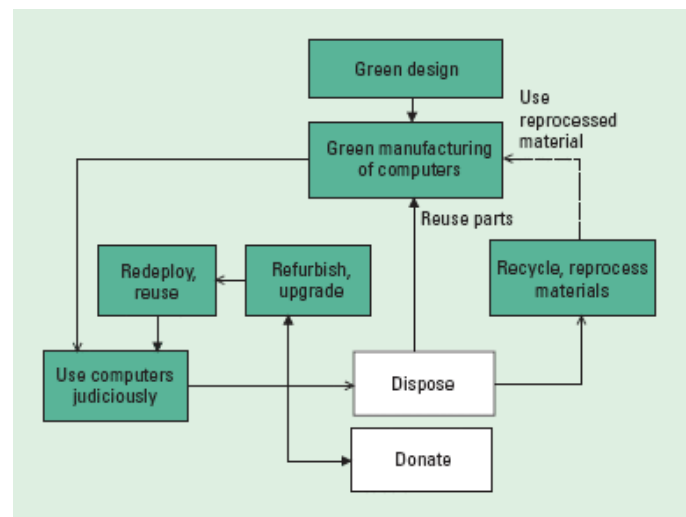 Green design
Use
reprocessed
material
Green manufacturing
of computers
Reuse parts
Redeploy,
reuse
Refurbish,
upgrade
Recycle, reprocess
materials
Use computers
judiciously
Dispose
Donate